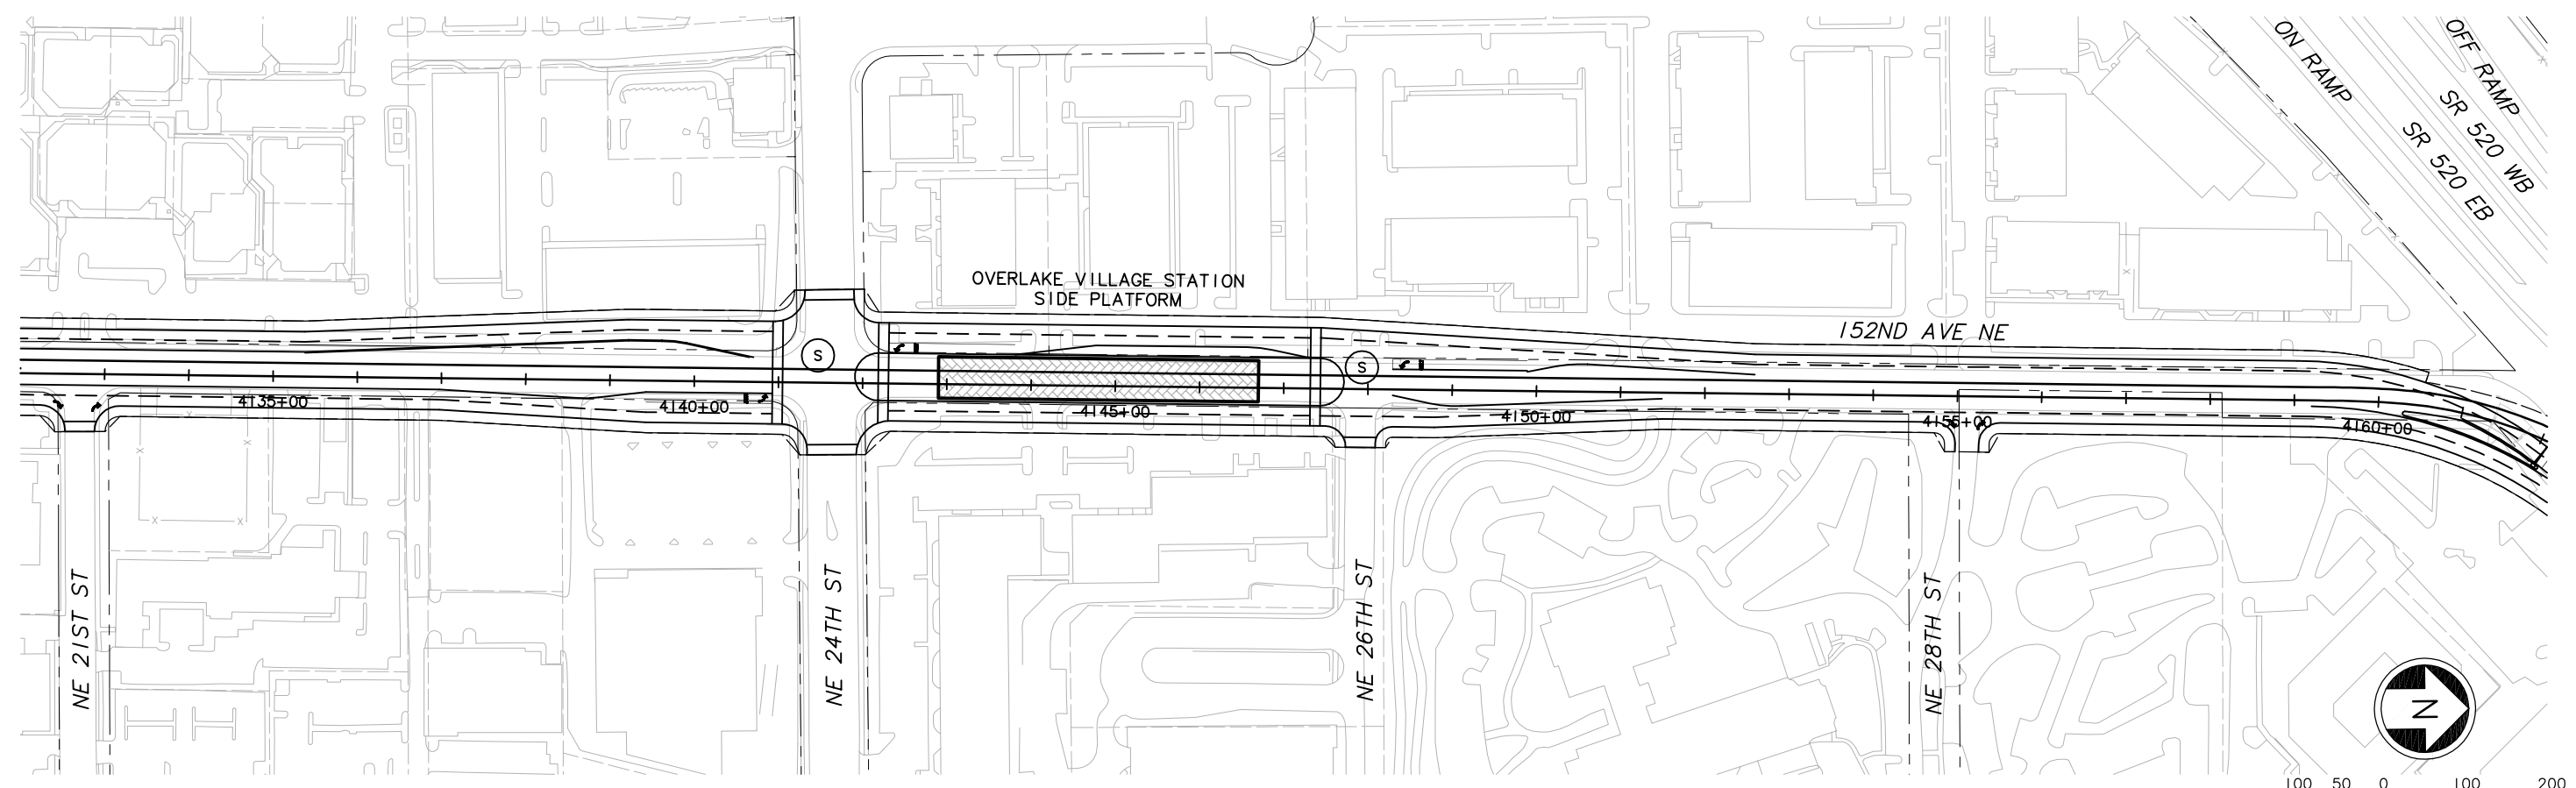 ON RAMP
OFF RAMP
SR 520 WB
SR 520 EB
OVERLAKE VILLAGE STATION
SIDE PLATFORM
152ND AVE NE
S
S
4135+00
4140+00
4145+00
4150+00
4155+00
4160+00
NE 21ST ST
NE 24TH ST
NE 26TH ST
NE 28TH ST
N
100 50 0 100 200